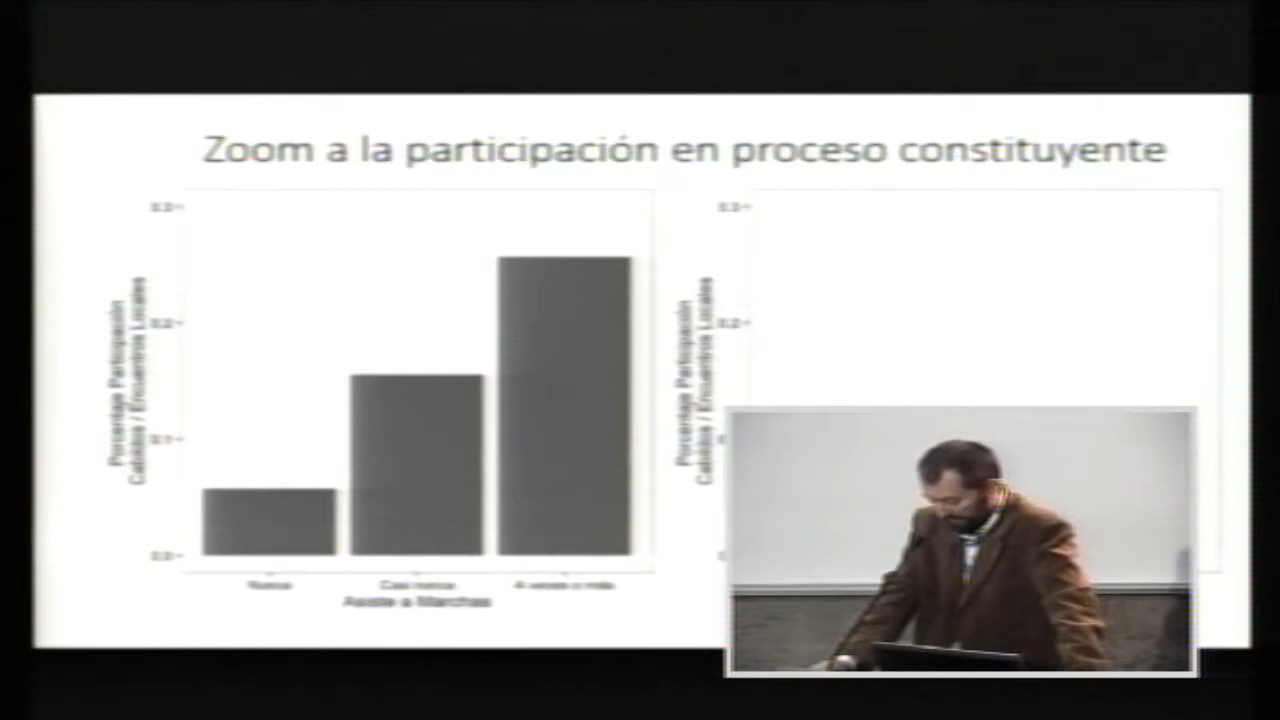 Zoom a la participación en proceso constituyente
0.3
0.2
0.1
0.0
Porcentaje Participación
Cabildos / Encuentros Locales
Nunca
Casi nunca
A veces o más
Asiste a Marchas
0.3
0.2
Porcentaje Participación
Cabildos / Encuentros Locales